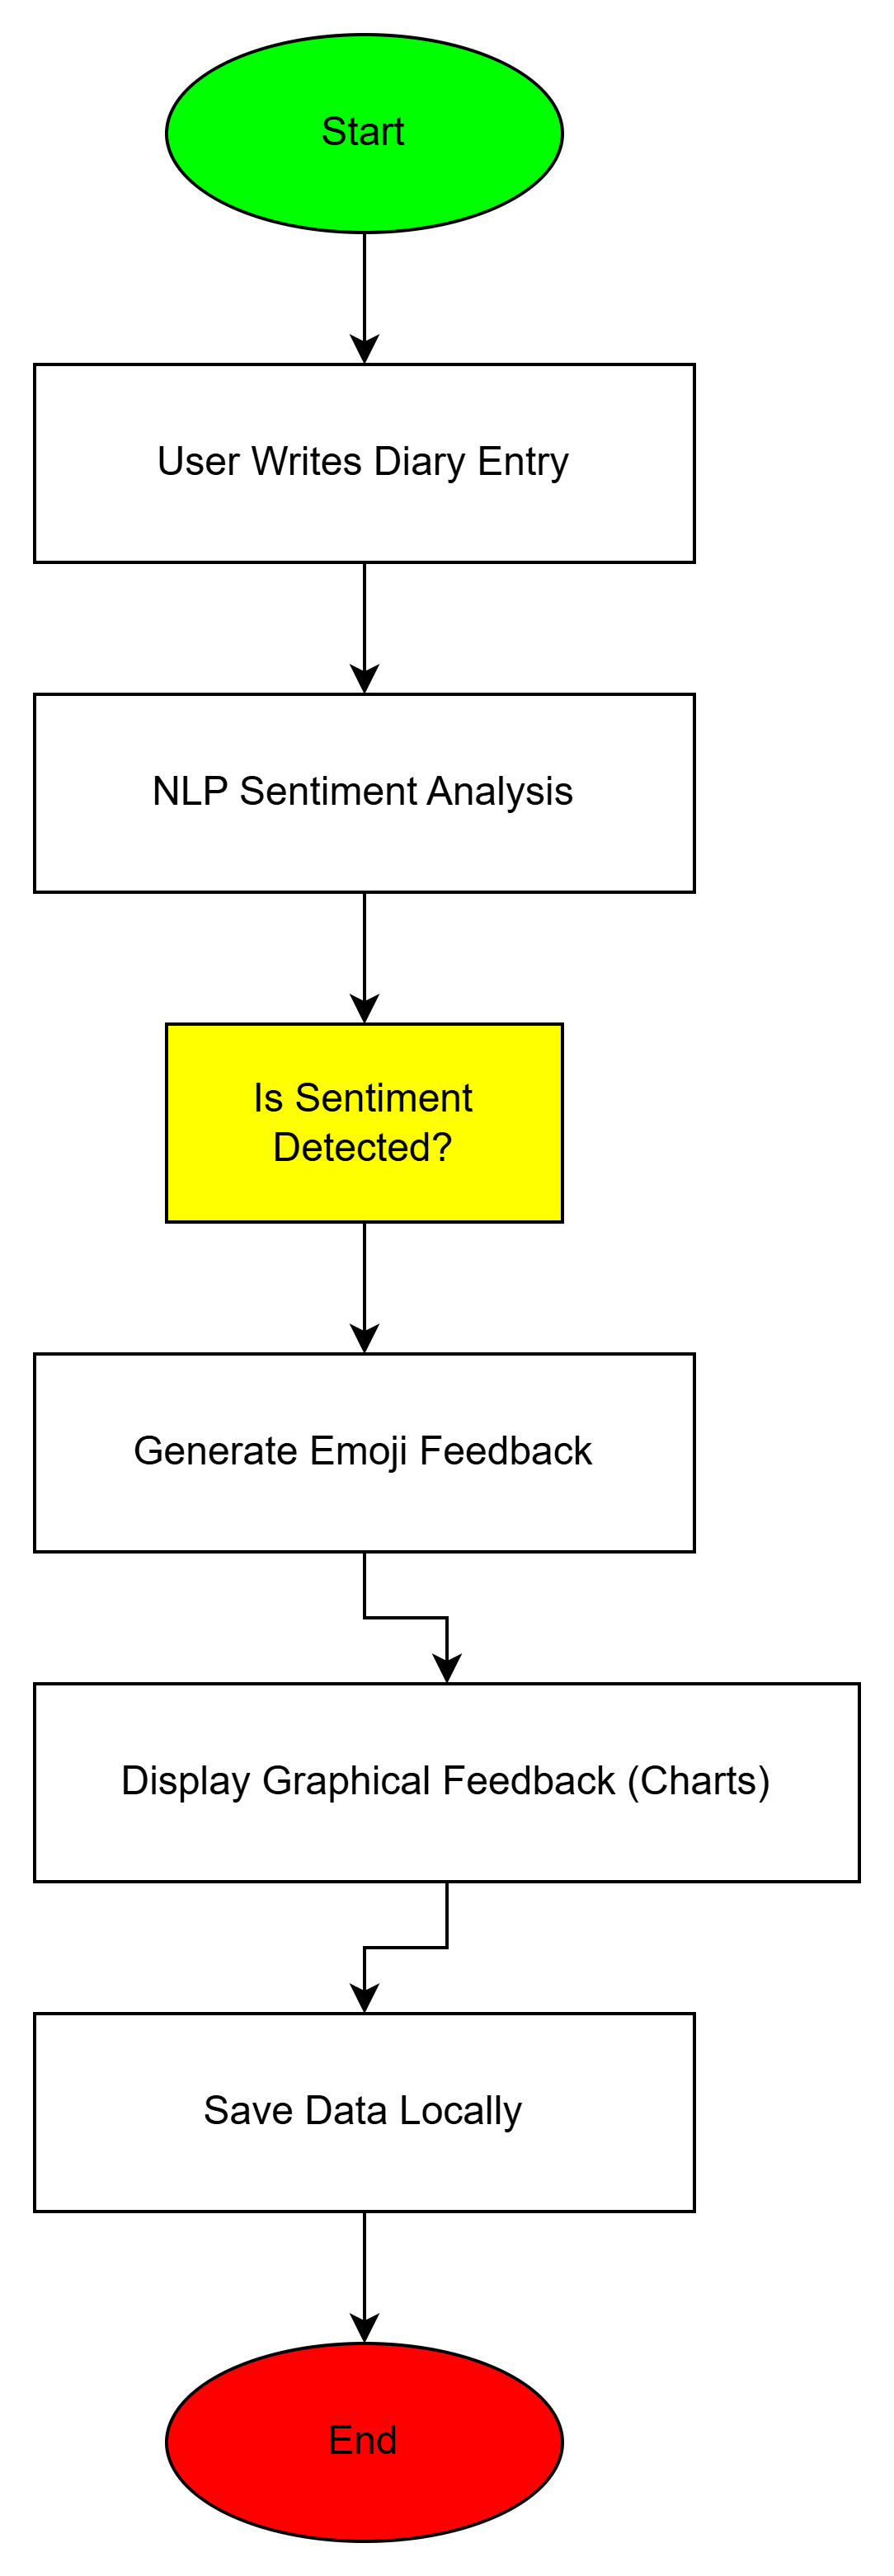 Start
User Writes Diary Entry
NLP Sentiment Analysis
Is Sentiment
Detected?
Generate Emoji Feedback
Display Graphical Feedback (Charts)
Save Data Locally
End